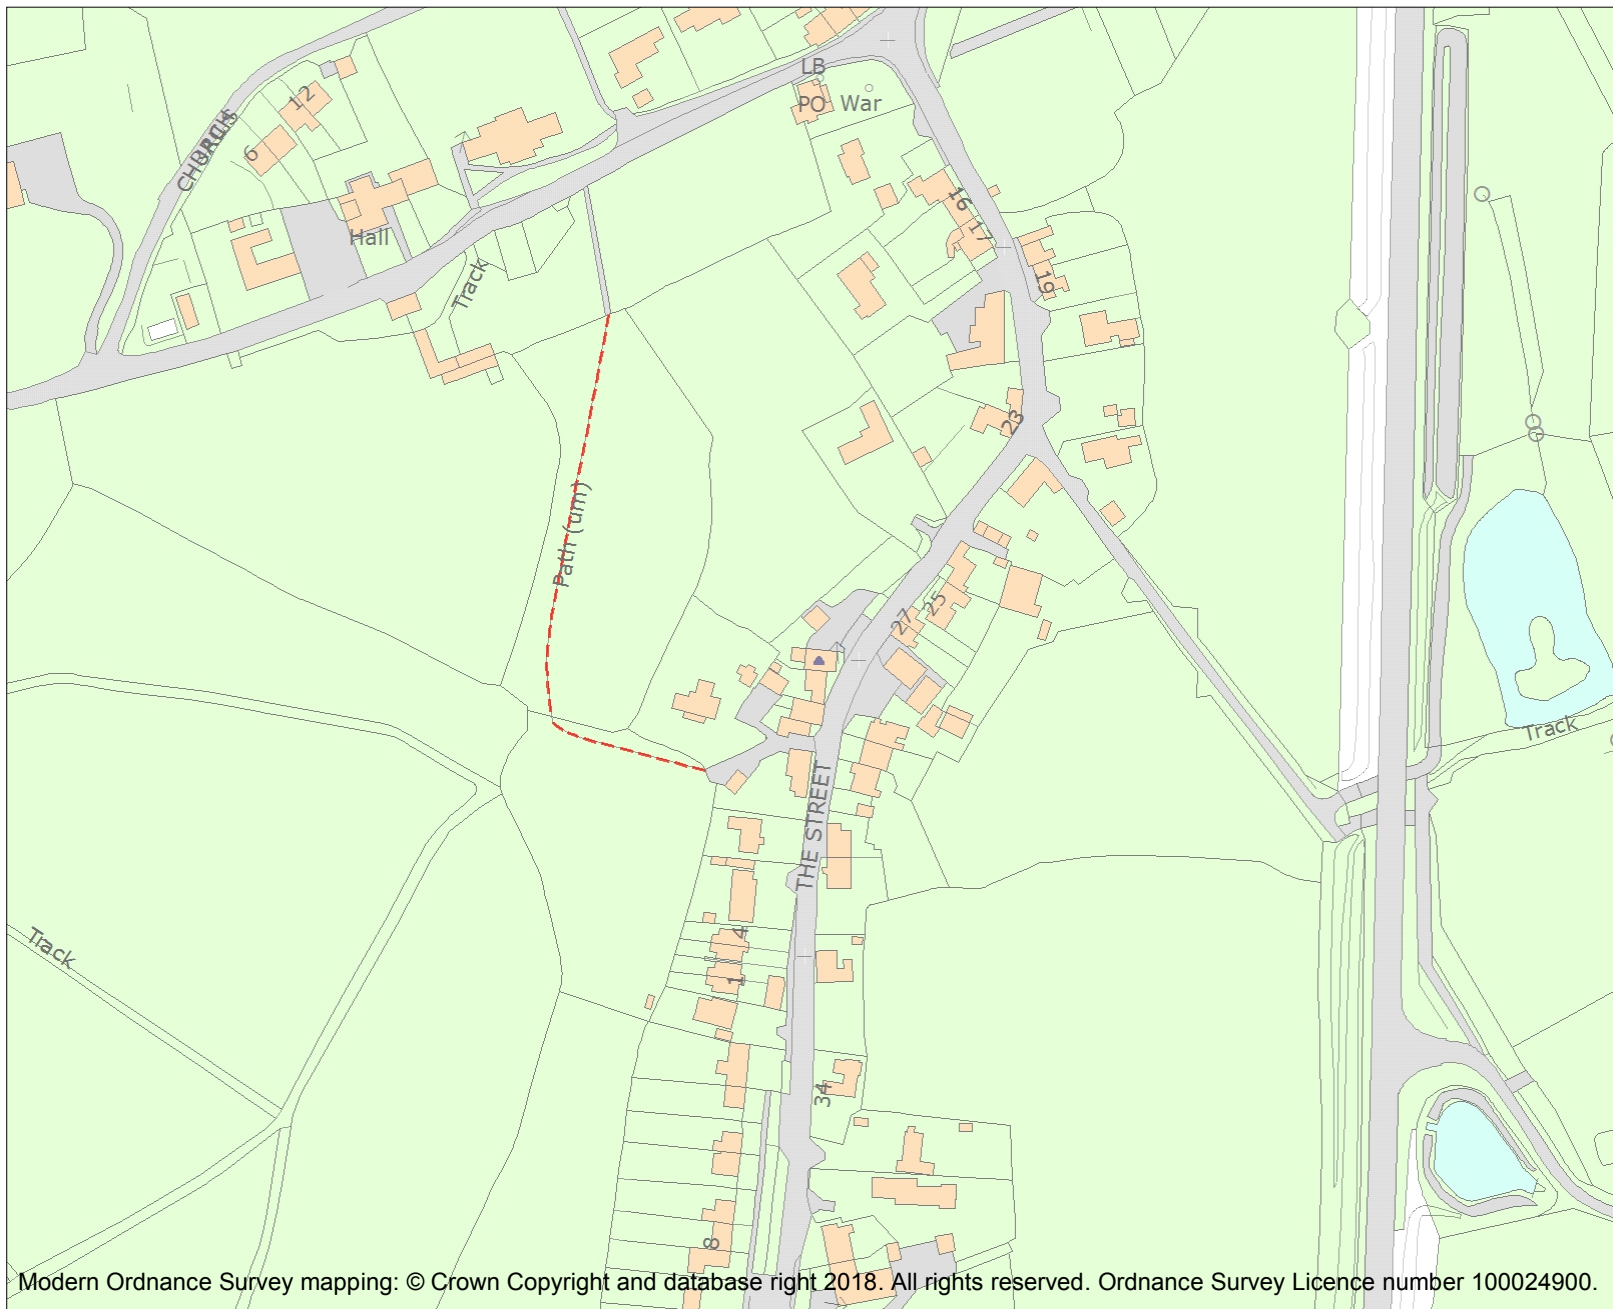 LB
PO
War
12
6
Hall
Track
16
17
19
23
Path (um)
25
27
Track
THE STREET
4
1
Track
34
8
Modern Ordnance Survey mapping: © Crown Copyright and database right 2018. All rights reserved. Ordnance Survey Licence number 100024900.